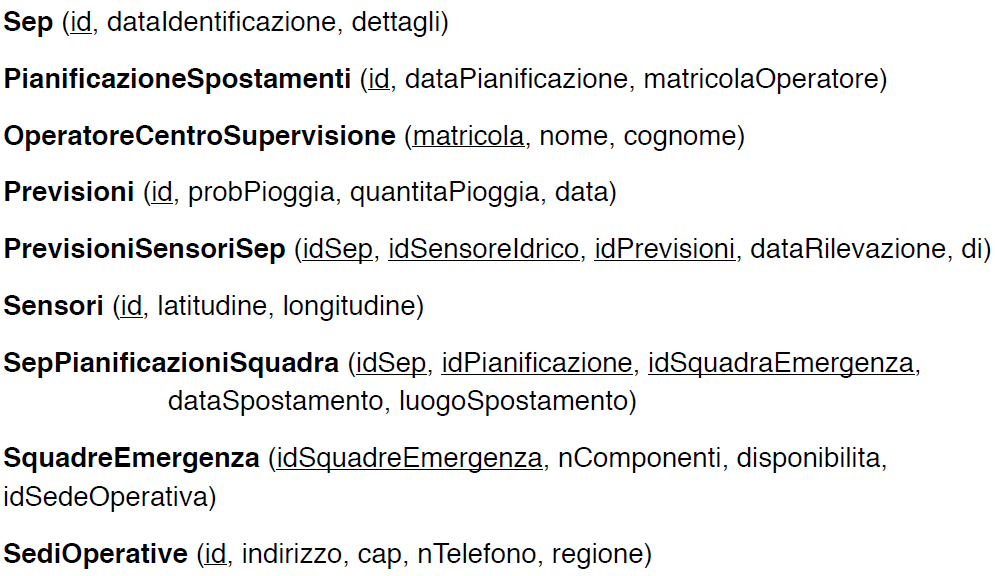 Sep (id, dataIdentificazione, dettagli)
PianificazioneSpostamenti (id, dataPianificazione, matricolaOperatore)
OperatoreCentroSupervisione (matricola, nome, cognome)
Previsioni (id, probPioggia, quantitaPioggia, data)
PrevisioniSensoriSep (idSep, idSensoreIdrico, idPrevisioni, dataRilevazione, di)
Sensori (id, latitudine, longitudine)
SepPianificazioniSquadra (idSep, idPianificazione, idSquadraEmergenza,
dataSpostamento, luogoSpostamento)
SquadreEmergenza (idSquadreEmergenza, nComponenti, disponibilita,
idSedeOperativa)
SediOperative (id, indirizzo, cap, nTelefono, regione)